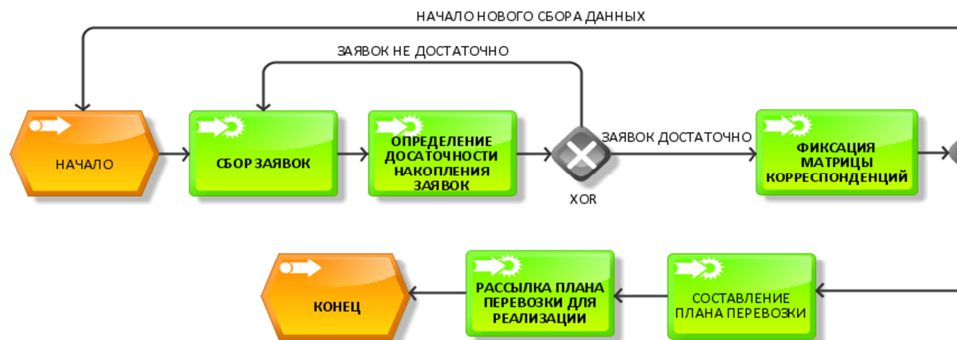 НАЧАЛО НОВОГО СБОРА ДАННЫХ
ЗАЯВОК НЕ ДОСТАТОЧНО
НАЧАЛО
СБОР ЗАЯВОК
ОПРЕДЕЛЕНИЕ
ДОСАТОЧНОСТИ
НАКОПЛЕНИЯ
ЗАЯВОК
XOR
ЗАЯВОК ДОСТАТОЧНО
ФИКСАЦИЯ
МАТРИЦЫ
КОРРЕСПОНДЕНЦИЙ
КОНЕЦ
РАССЫЛКА ПЛАНА
ПЕРЕВОЗКИ ДЛЯ
РЕАЛИЗАЦИИ
СОСТАВЛЕНИЕ
ПЛАНА ПЕРЕВОЗКИ